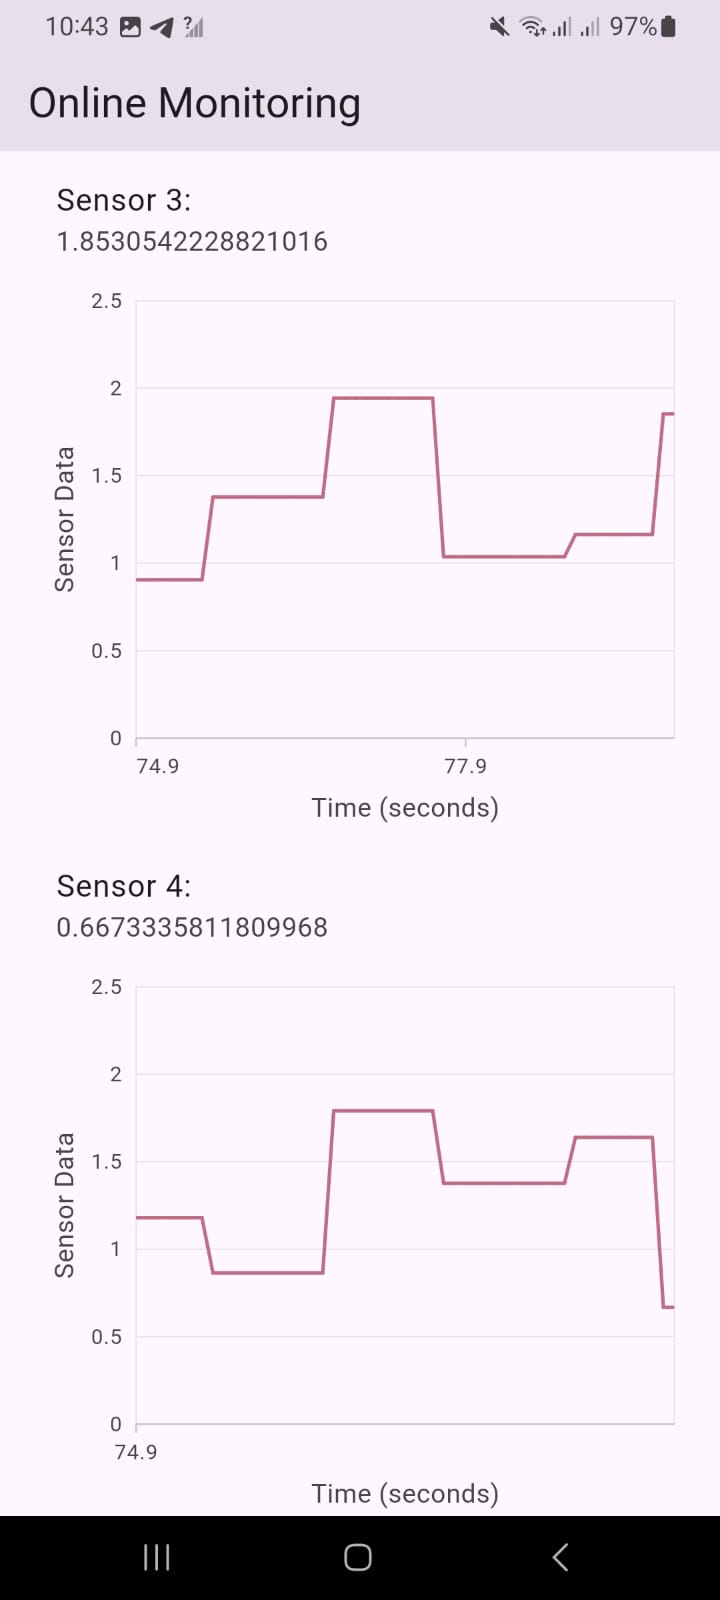 10:43
97%
Online Monitoring
Sensor 3:
1.8530542228821016
2.5
2
1.5
1
0.5
0
Sensor Data
74.9 77.9
Time (seconds)
Sensor 4:
0.6673335811809968
2.5
2
1.5
1
0.5
0
Sensor Data
74.9
Time (seconds)